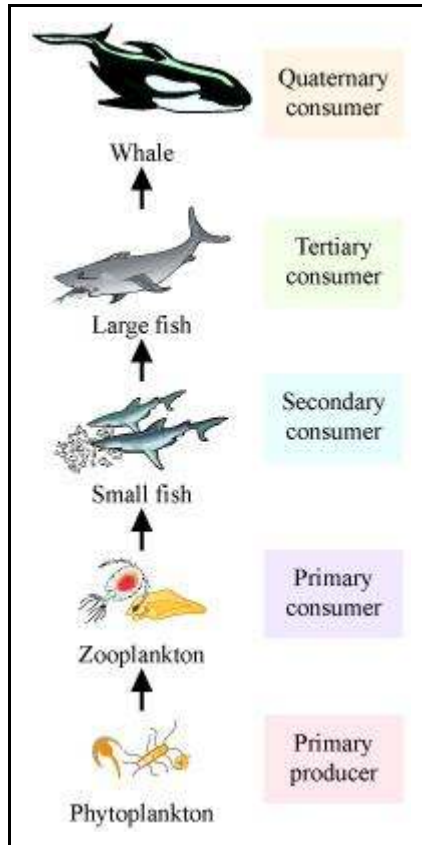 Quaternary
consumer
Whale
Tertiary
consumer
Large fish
Secondary
consumer
Small fish
Primary
consumer
Zooplankton
Primary
producer
Phytoplankton